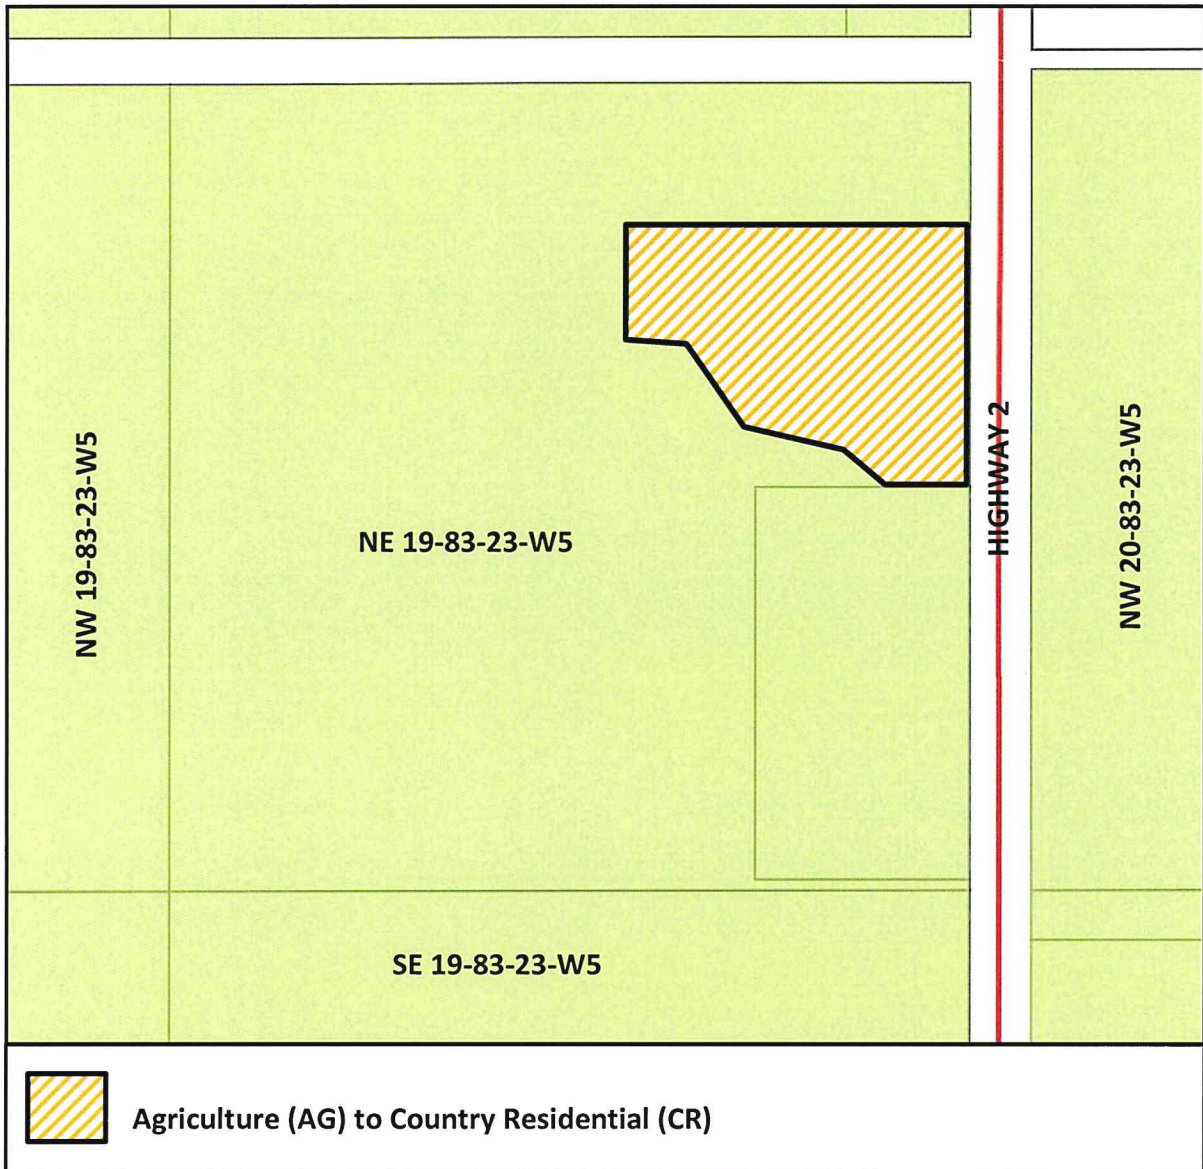 NW 19-83-23-W5
NE 19-83-23-W5
HIGHWAY 2
NW 20-83-23-W5
SE 19-83-23-W5
Agriculture (AG) to Country Residential (CR)